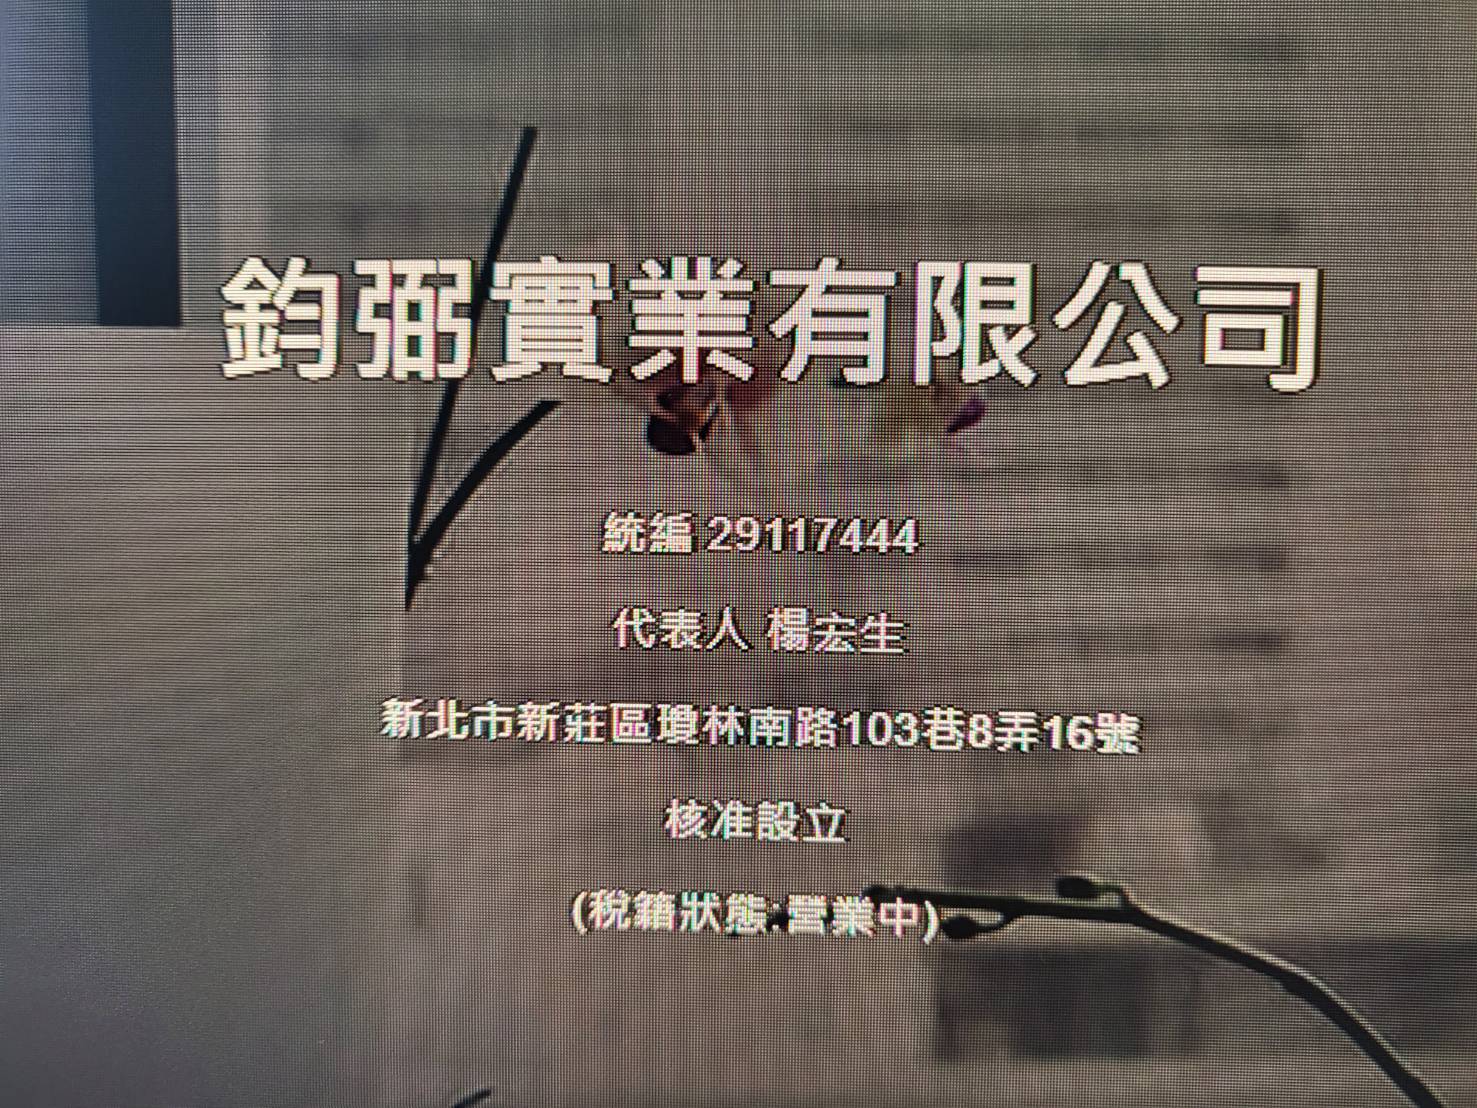 鈞弼實業有限公司
統編 29117444
代表人 楊宏生
新北市新莊區瓊林南路103巷8弄16號
核准設立
(稅籍狀態:營業中)